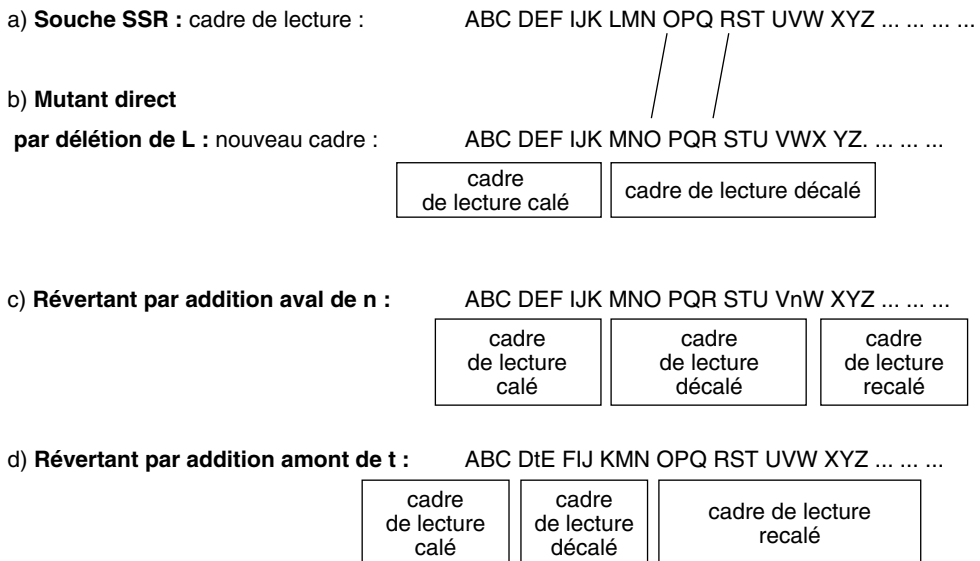 a) Souche SSR : cadre de lecture : ABC DEF IJK LMN OPQ RST UVW XYZ ... ... ... ...
b) Mutant direct
par délétion de L : nouveau cadre : ABC DEF IJK MNO PQR STU VWX YZ. ... ... ...
cadre
de lecture calé
cadre de lecture décalé
c) Révertant par addition aval de n : ABC DEF IJK MNO PQR STU VnW XYZ ... ... ...
cadre
de lecture
calé
cadre
de lecture
décalé
cadre
de lecture
recalé
d) Révertant par addition amont de t : ABC DtE FIJ KMN OPQ RST UVW XYZ ... ... ...
cadre
de lecture
calé
cadre
de lecture
décalé
cadre de lecture
recalé